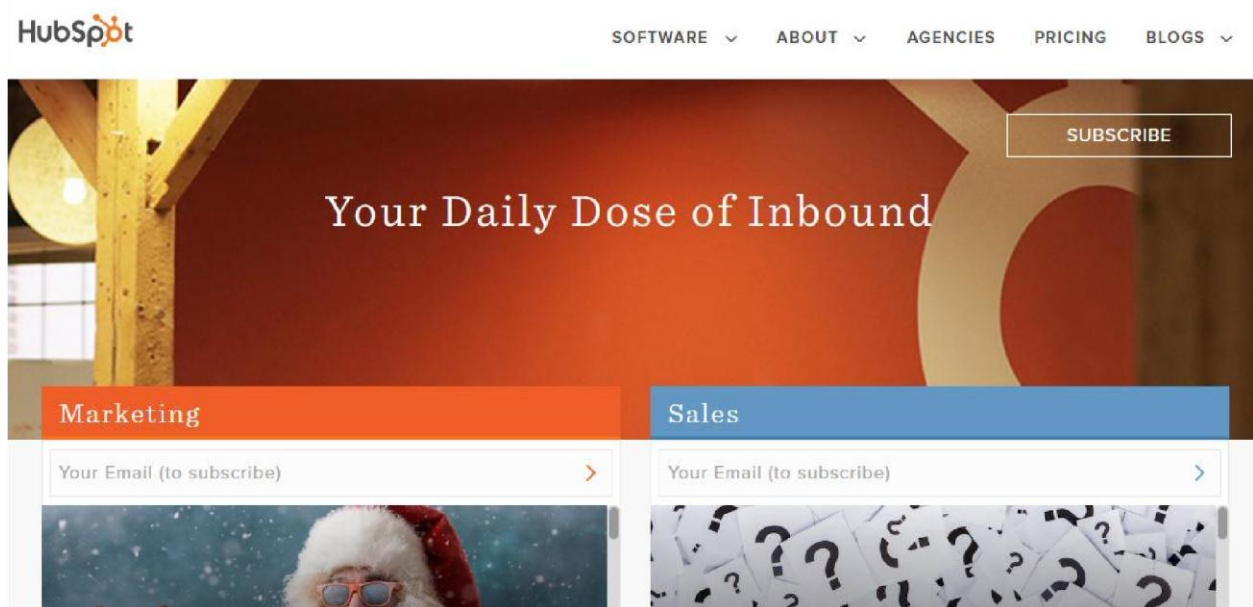 HubSpot
SOFTWARE ABOUT AGENCIES PRICING BLOGS
SUBSCRIBE
Your Daily Dose of Inbound
Marketing
Your Email (to subscribe)
Sales
Your Email (to subscribe)